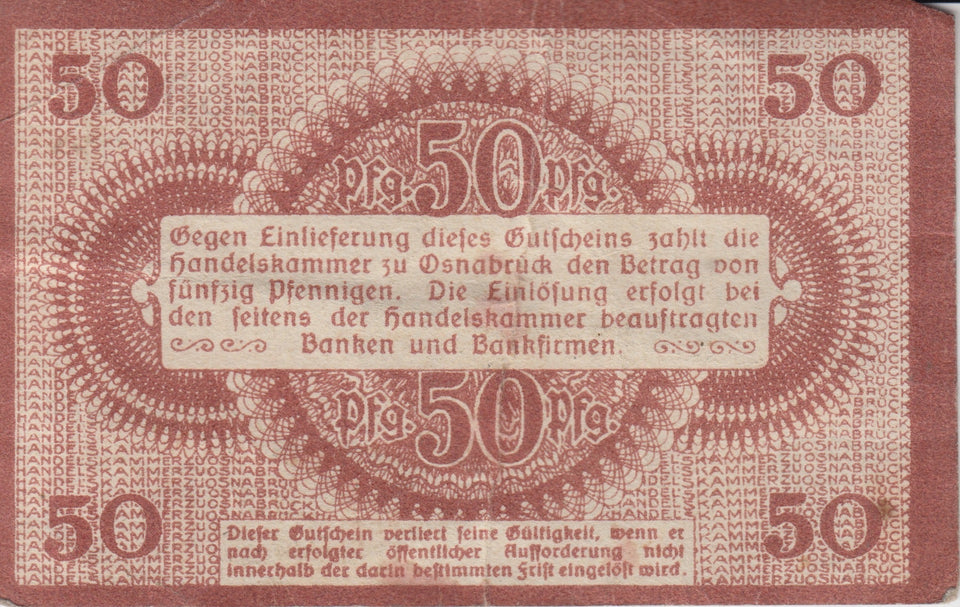 HANDELSKAMMERZUOSNABRÜCKHANDELSKAMMERZUOSNABRÜCKHANDELSKAMMERZUOSNABRÜCK
50 50
Pfg. 50 Pfg.
Gegen Einlieferung dieses Gutscheins zahlt die
Handelskammer zu Osnabrück den Betrag von
fünfzig Pfennigen. Die Einlösung erfolgt bei
den seitens der Handelskammer beauftragten
Banken und Bankfirmen.
Pfg. 50 Pfg.
50 50
Dieser Gutschein verliert seine Gültigkeit, wenn er
nach erfolgter öffentlicher Aufforderung nicht
innerhalb der darin bestimmten Frist eingelöst wird.